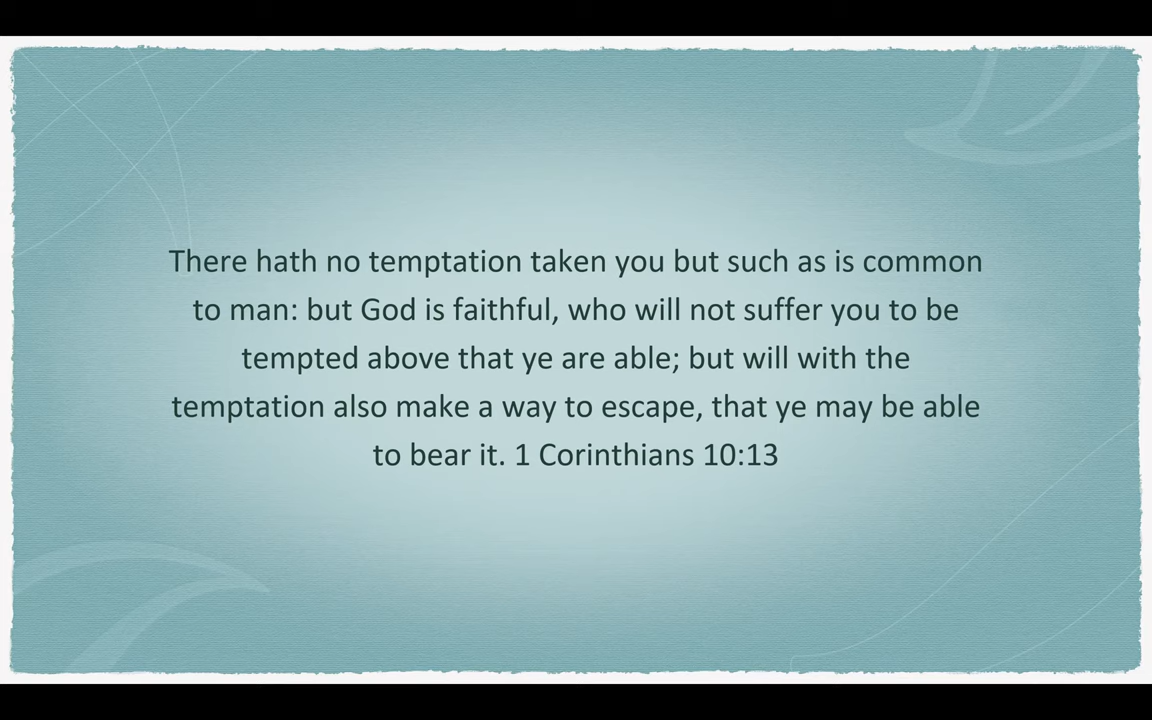 There hath no temptation taken you but such as is common
to man: but God is faithful, who will not suffer you to be
tempted above that ye are able; but will with the
temptation also make a way to escape, that ye may be able
to bear it. 1 Corinthians 10:13